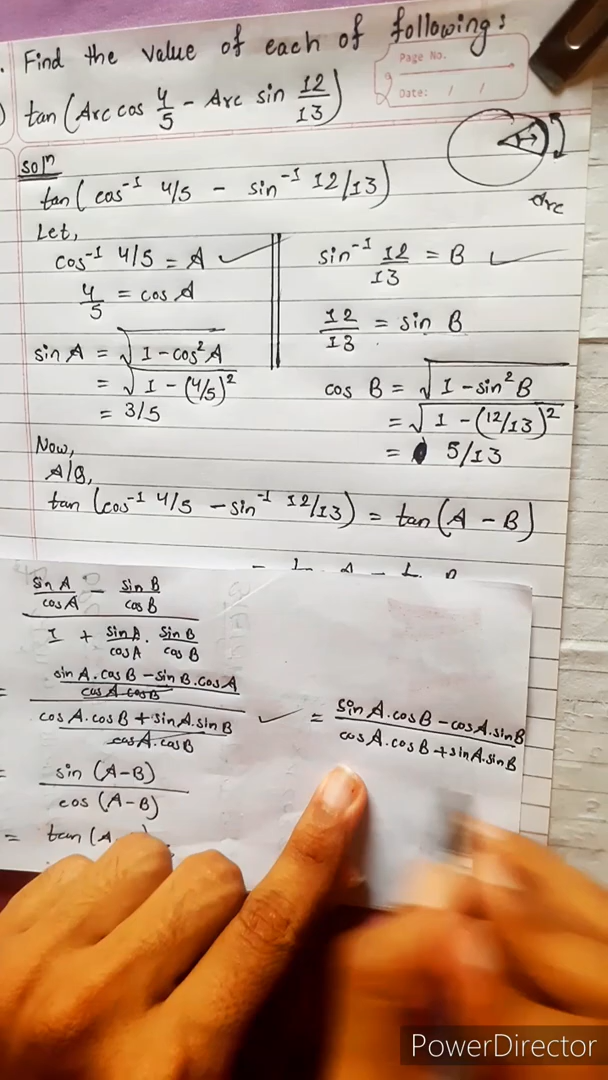 Find the value of each of following:
tan(Arc cos 4/5 - Arc sin 12/13)
Page No.
Date: / /
Arc
soln
tan(cos⁻¹ 4/5 - sin⁻¹ 12/13)
Let,
cos⁻¹ 4/5 = A ✓
4/5 = cos A
sin A = √(1-cos²A)
= √(1-(4/5)²)
= 3/5
sin⁻¹ 12/13 = B ✓
12/13 = sin B
cos B = √(1-sin²B)
= √(1-(12/13)²)
= 5/13
Now,
A/Q,
tan(cos⁻¹ 4/5 - sin⁻¹ 12/13) = tan(A - B)
sin A/cos A - sin B/cos B
1 + sin A/cos A . sin B/cos B
sin A.cos B - sin B.cos A
cos A cos B
cos A.cos B + sin A.sin B ✓
cos A.cos B
= sin A.cos B - cos A.sin B
cos A.cos B + sin A.sin B
= sin (A-B)
cos (A-B)
= tan(A
PowerDirector